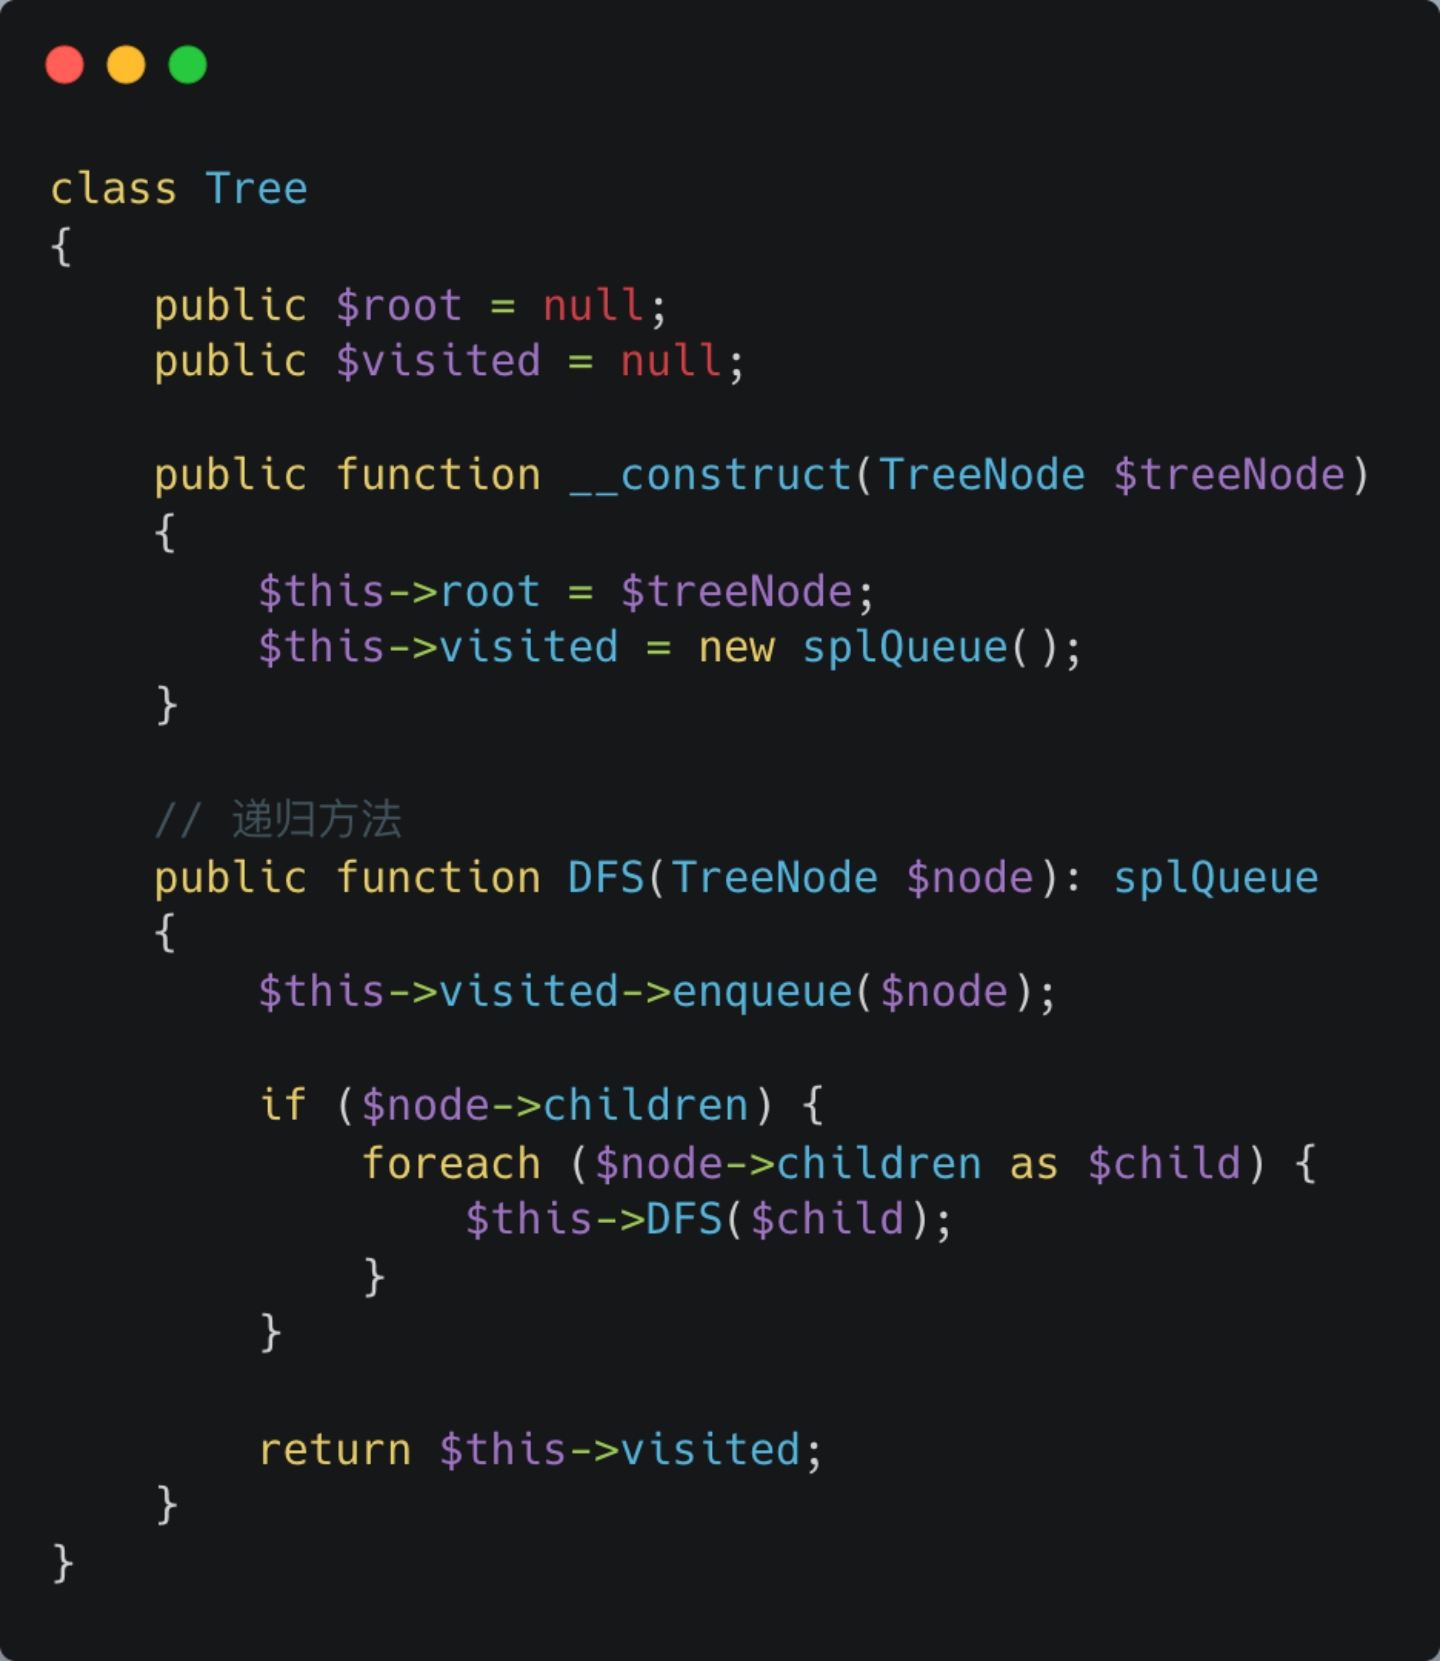 class Tree
{
    public $root = null;
    public $visited = null;

    public function __construct(TreeNode $treeNode)
    {
        $this->root = $treeNode;
        $this->visited = new splQueue();
    }

    // 递归方法
    public function DFS(TreeNode $node): splQueue
    {
        $this->visited->enqueue($node);

        if ($node->children) {
            foreach ($node->children as $child) {
                $this->DFS($child);
            }
        }

        return $this->visited;
    }
}